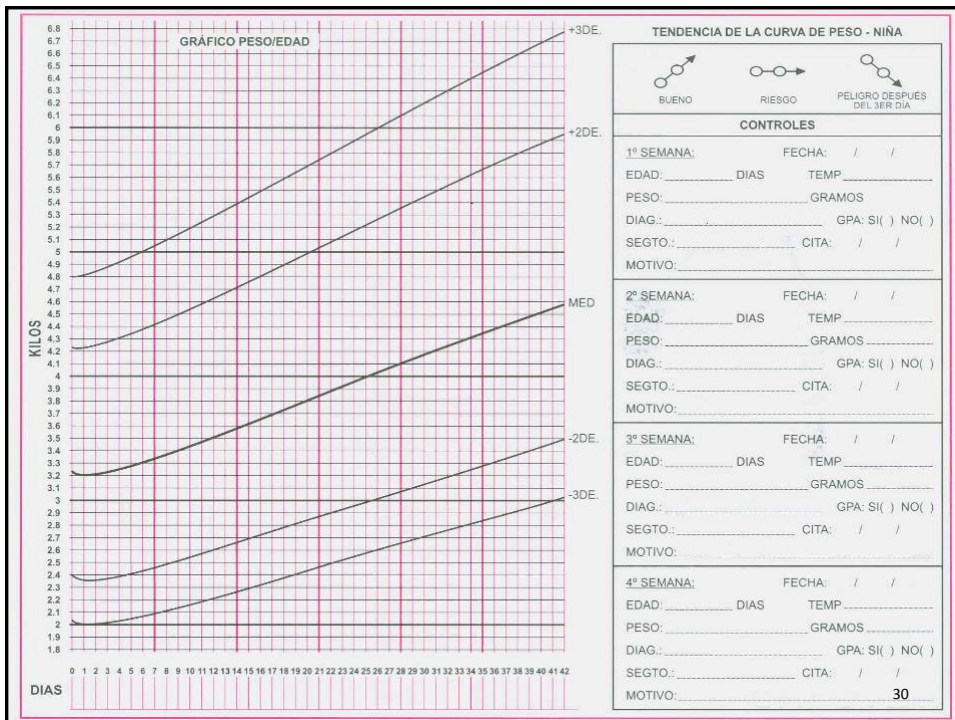 GRÁFICO PESO/EDAD
6.8
6.7
6.6
6.5
6.4
6.3
6.2
6.1
6
5.9
5.8
5.7
5.6
5.5
5.4
5.3
5.2
5.1
5
4.9
4.8
4.7
4.6
4.5
4.4
4.3
4.2
4.1
4
3.9
3.8
3.7
3.6
3.5
3.4
3.3
3.2
3.1
3
2.9
2.8
2.7
2.6
2.5
2.4
2.3
2.2
2.1
2
1.9
1.8
KILOS
+3DE.
+2DE.
MED
-2DE.
-3DE.
0 1 2 3 4 5 6 7 8 9 10 11 12 13 14 15 16 17 18 19 20 21 22 23 24 25 26 27 28 29 30 31 32 33 34 35 36 37 38 39 40 41 42
DIAS
TENDENCIA DE LA CURVA DE PESO - NIÑA
BUENO RIESGO PELIGRO DESPUÉS
DEL 3ER DÍA
CONTROLES
1º SEMANA: FECHA: / /
EDAD: DIAS TEMP
PESO: GRAMOS
DIAG.: GPA: SI( ) NO( )
SEGTO.: CITA: / /
MOTIVO:
2º SEMANA: FECHA: / /
EDAD: DIAS TEMP
PESO: GRAMOS
DIAG.: GPA: SI( ) NO( )
SEGTO.: CITA: / /
MOTIVO:
3º SEMANA: FECHA: / /
EDAD: DIAS TEMP
PESO: GRAMOS
DIAG.: GPA: SI( ) NO( )
SEGTO.: CITA: / /
MOTIVO:
4º SEMANA: FECHA: / /
EDAD: DIAS TEMP
PESO: GRAMOS
DIAG.: GPA: SI( ) NO( )
SEGTO.: CITA: / /
MOTIVO:
30